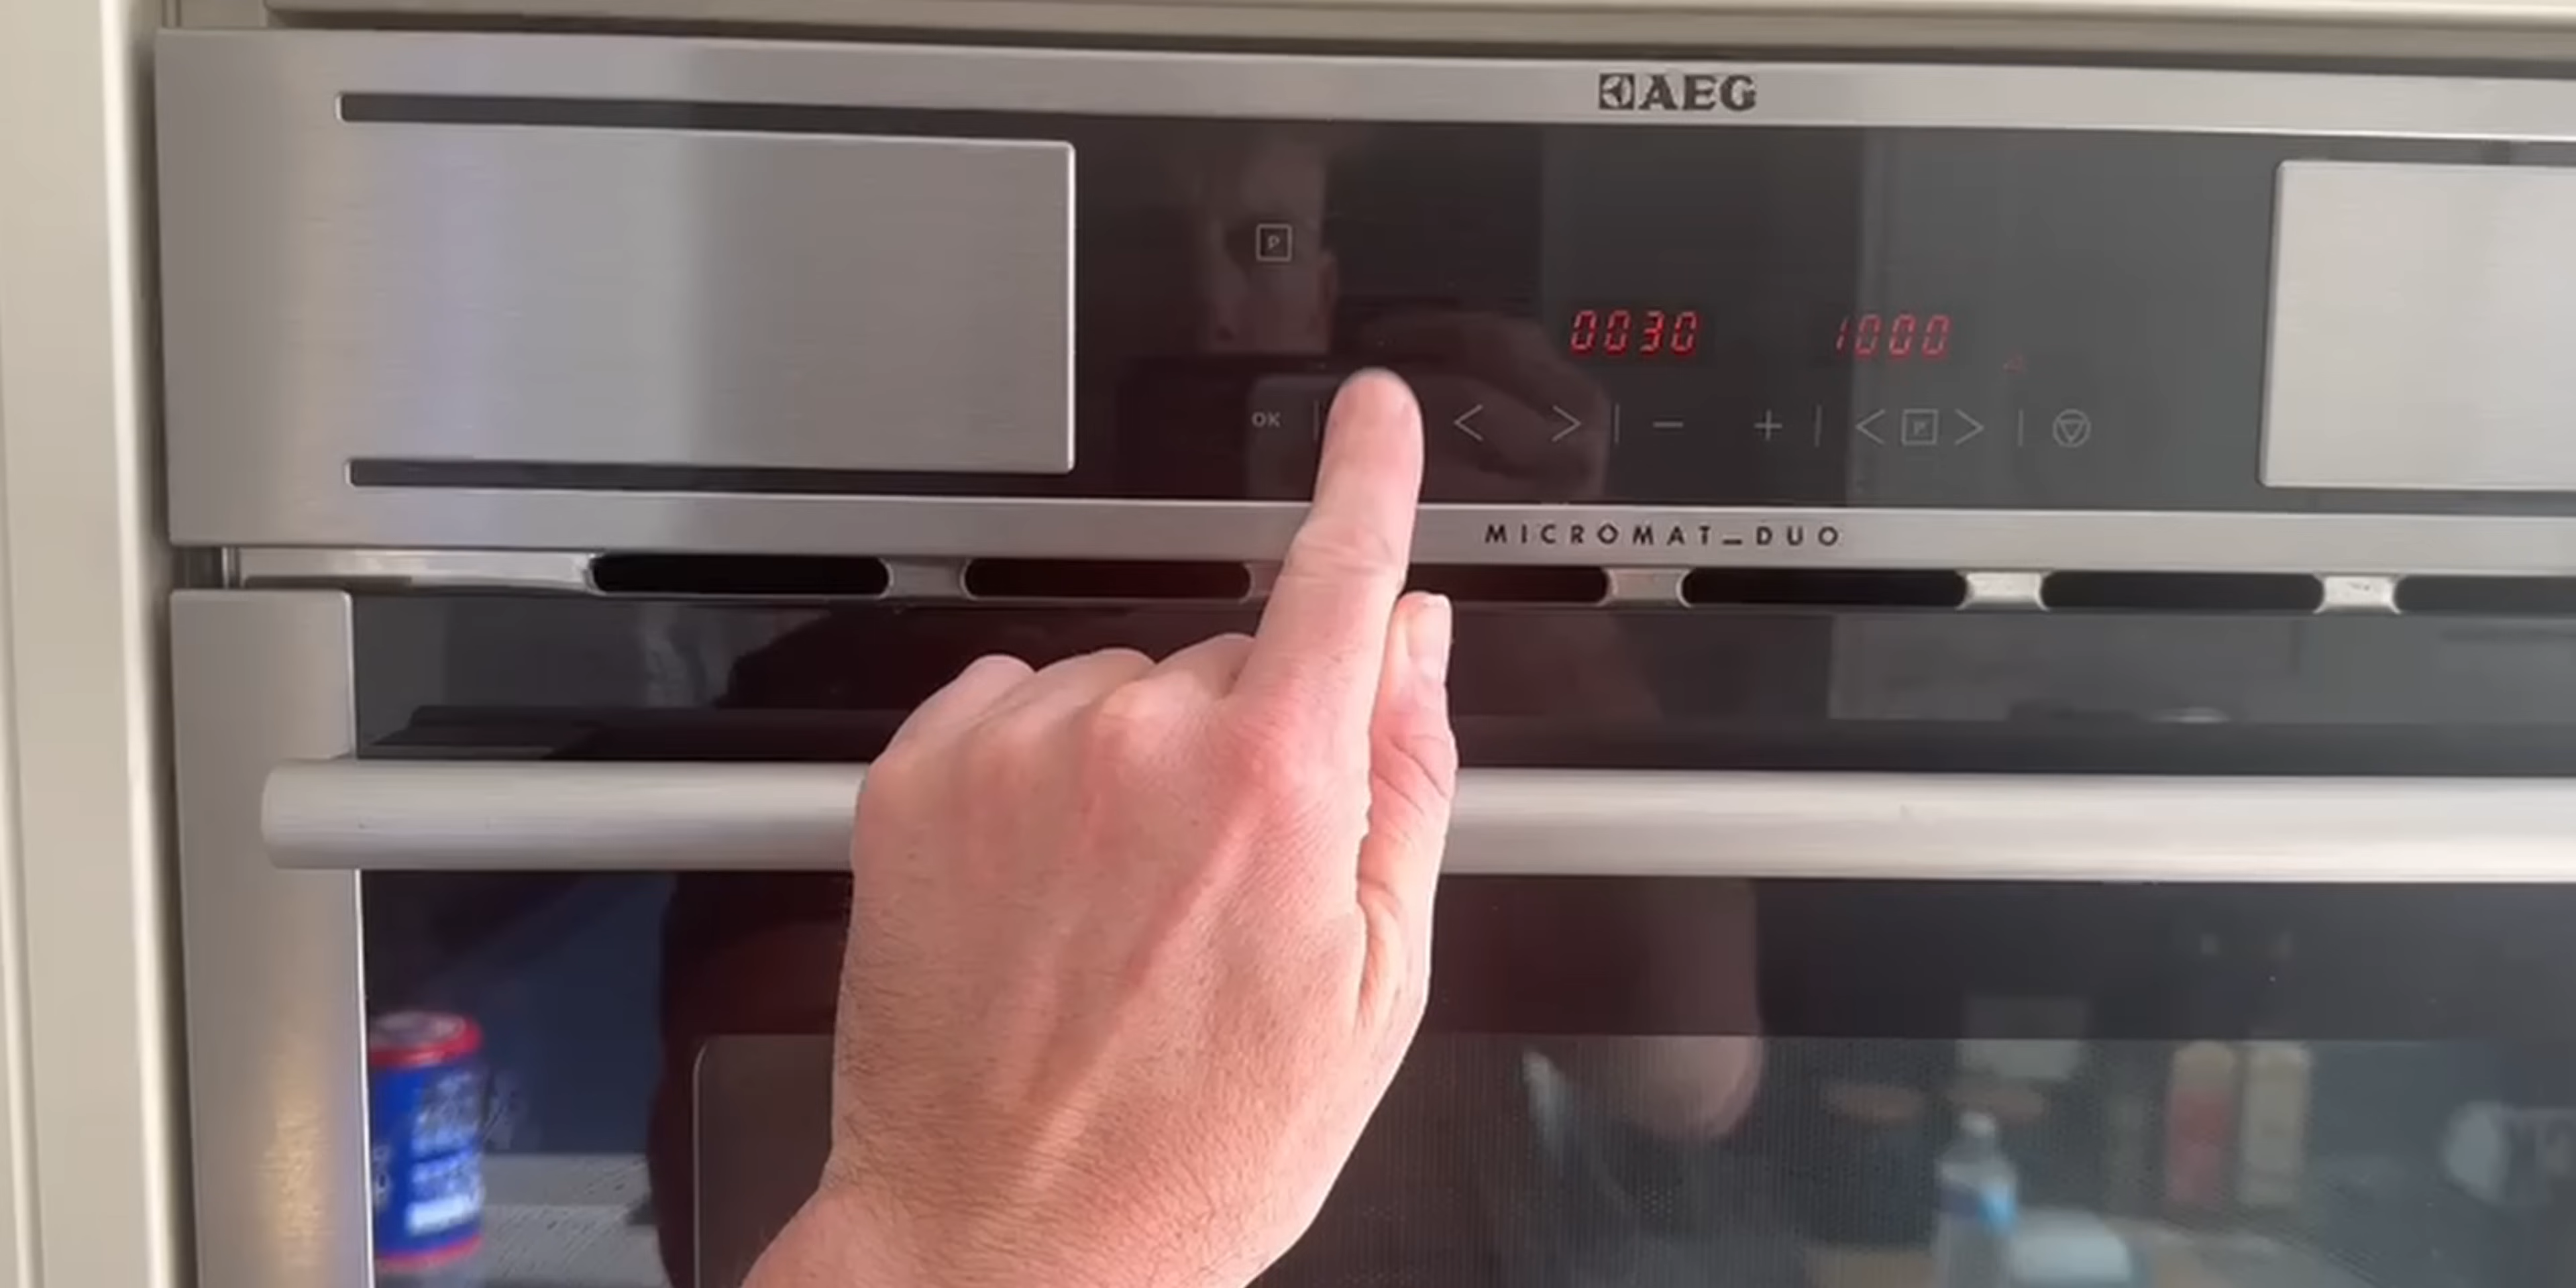 AEG
P
0030 1000
OK < > − + < > 
MICROMAT_DUO